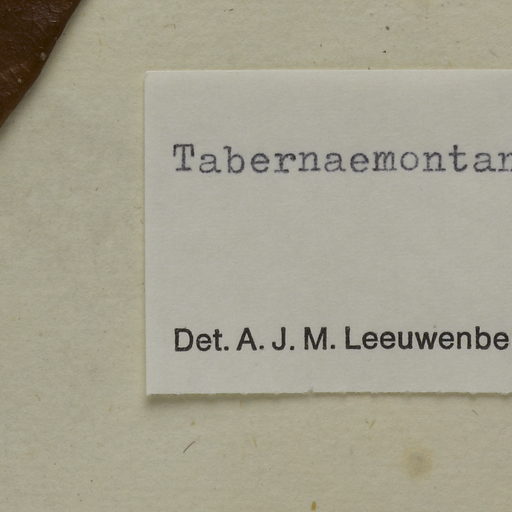 Tabernaemontan
Det. A. J. M. Leeuwenbe